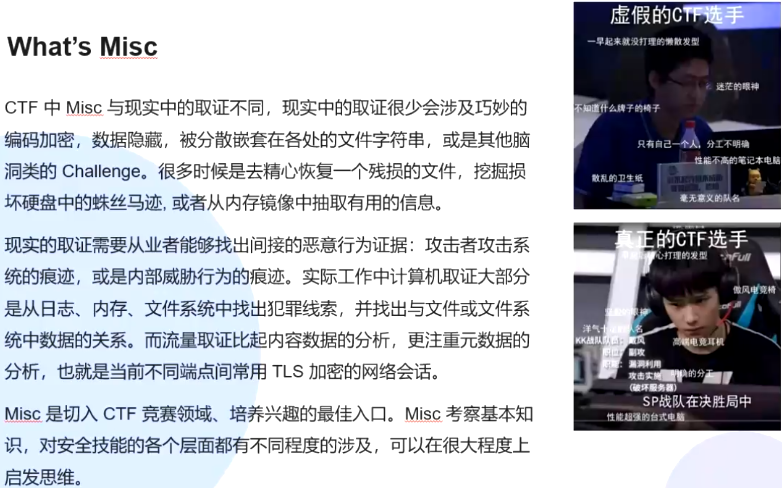 What's Misc
CTF 中 Misc 与现实中的取证不同，现实中的取证很少会涉及巧妙的
编码加密，数据隐藏，被分散嵌套在各处的文件字符串，或是其他脑
洞类的 Challenge。很多时候是去精心恢复一个残损的文件，挖掘损
坏硬盘中的蛛丝马迹, 或者从内存镜像中抽取有用的信息。
现实的取证需要从业者能够找出间接的恶意行为证据：攻击者攻击系
统的痕迹，或是内部威胁行为的痕迹。实际工作中计算机取证大部分
是从日志、内存、文件系统中找出犯罪线索，并找出与文件或文件系
统中数据的关系。而流量取证比起内容数据的分析，更注重元数据的
分析，也就是当前不同端点间常用 TLS 加密的网络会话。
Misc 是切入 CTF 竞赛领域、培养兴趣的最佳入口。Misc 考察基本知
识，对安全技能的各个层面都有不同程度的涉及，可以在很大程度上
启发思维。
虚假的CTF选手
一早起来就没打理的懒散发型
迷茫的眼神
不知道什么牌子的椅子
只有自己一个人，分工不明确
性能不高的笔记本电脑
散乱的卫生纸
毫无意义的队名
真正的CTF选手
心打理的发型
傲风电竞椅
高端电竞耳机
KK战队队员：戴风
职位：副攻
职能：漏洞利用
攻击实施
(破坏服务器)
明确的分工
SP战队在决胜局中
性能超强的台式电脑